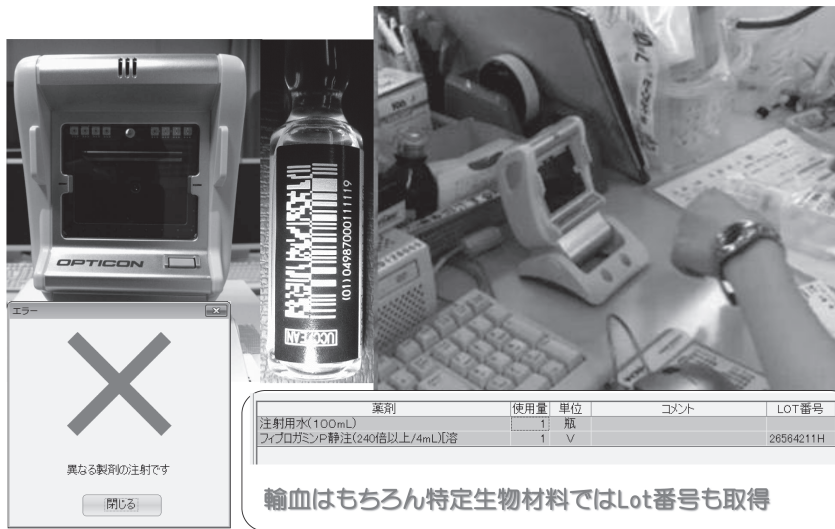 OPTICON
(01)04987000111119
UCC/EAN
エラー
異なる製剤の注射です
閉じる
薬剤 使用量 単位 コメント LOT番号
注射用水(100mL) 1 瓶
フィブロガミンP静注(240倍以上/4mL)[溶 1 V 26564211H
輸血はもちろん特定生物材料ではLot番号も取得